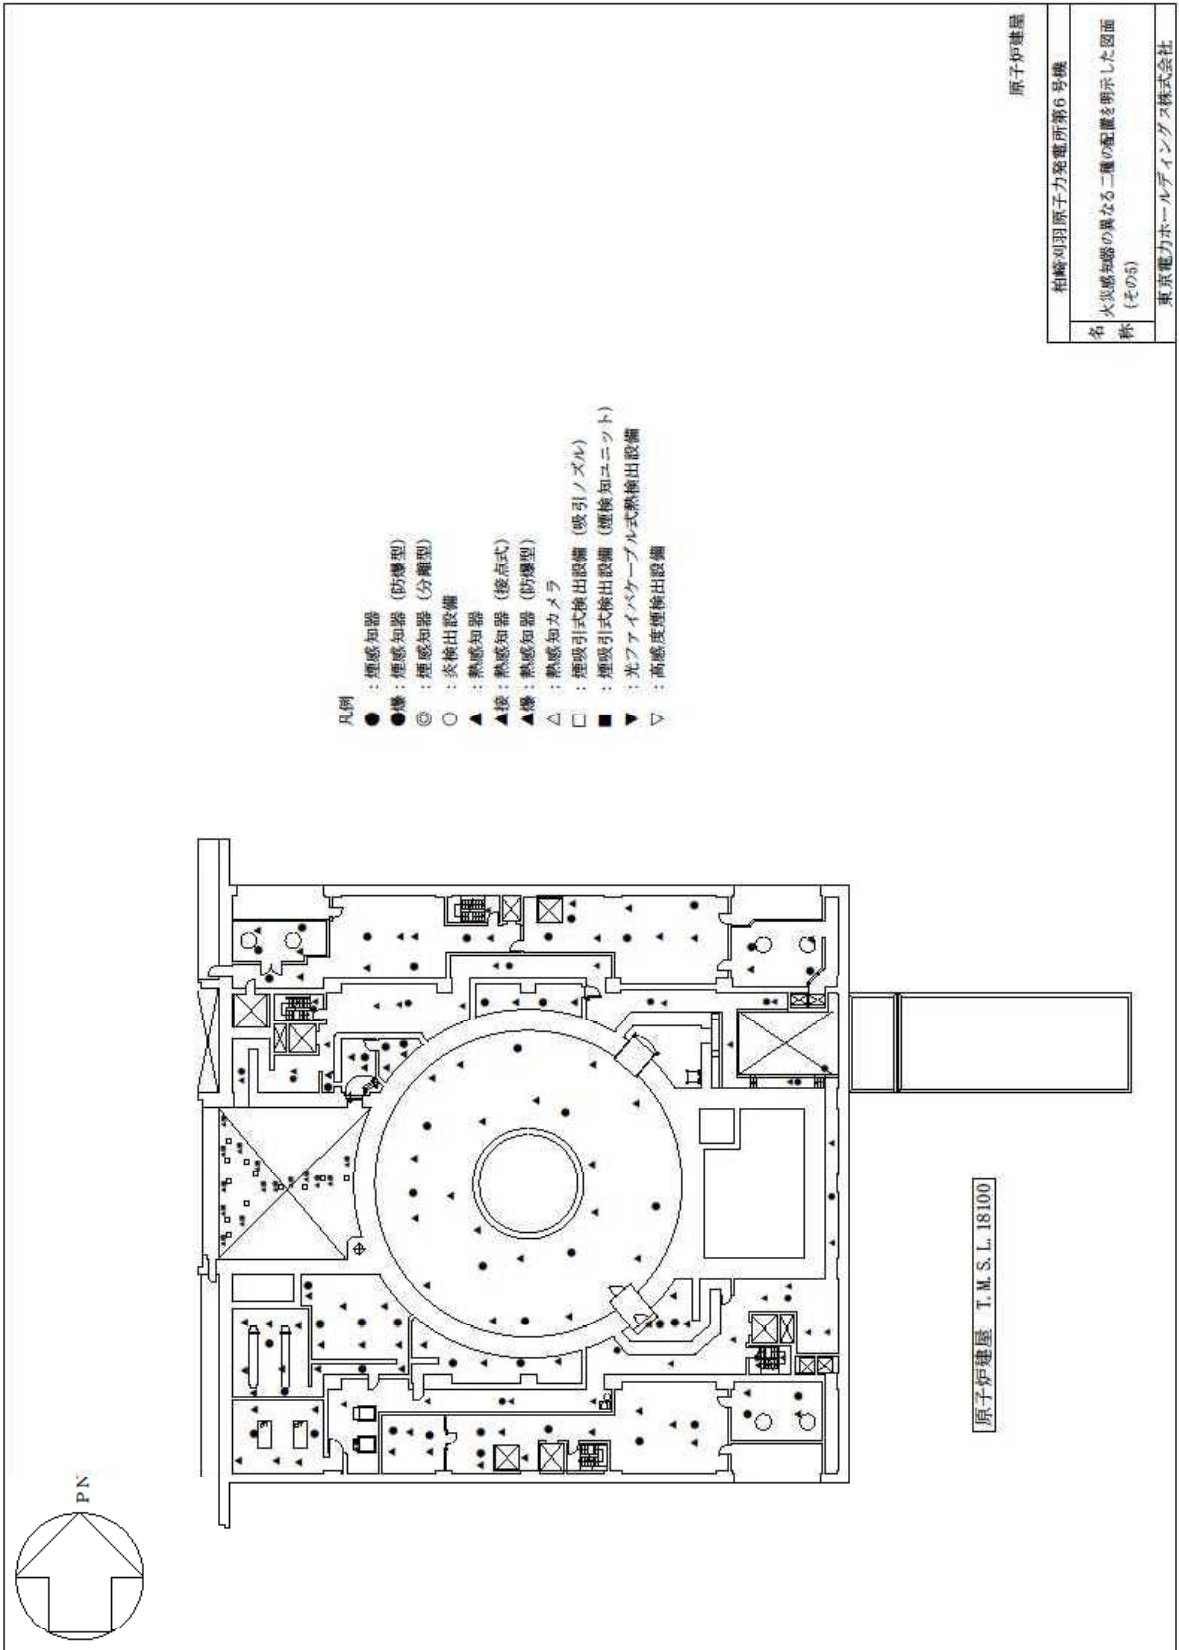 PN
凡例
● : 煙感知器
●爆 : 煙感知器 (防爆型)
◎ : 煙感知器 (分離型)
○ : 炎検出設備
▲ : 熱感知器
▲接 : 熱感知器 (接点式)
▲爆 : 熱感知器 (防爆型)
△ : 熱感知カメラ
□ : 煙吸引式検出設備 (吸引ノズル)
■ : 煙吸引式検出設備 (煙検知ユニット)
▼ : 光ファイバケーブル式熱検出設備
▽ : 高感度煙検出設備
原子炉建屋 T. M. S. L. 18100
原子炉建屋
柏崎刈羽原子力発電所第6号機
名称
火災感知器の異なる二種の配置を明示した図面
(その5)
東京電力ホールディングス株式会社